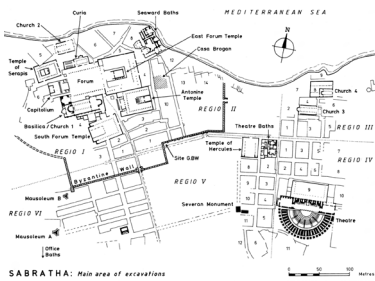 Church 2
Curia
Seaward Baths
MEDITERRANEAN SEA
East Forum Temple
Casa Brogan
Temple of
Serapis
Forum
Antonine
Temple
Capitolium
Basilica/Church 1
South Forum Temple
REGIO I
REGIO II
Church 4
Church 3
Theatre Baths
REGIO III
Temple of
Hercules
REGIO IV
Site GBW
Byzantine Wall
REGIO V
Mausoleum B
REGIO VI
Severan Monument
Theatre
Mausoleum A
Office
Baths
SABRATHA: Main area of excavations
0 50 100
Metres